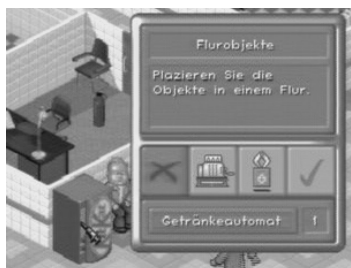 Flurobjekte
Plazieren Sie die
Objekte in einem Flur.
Getränkeautomat 1